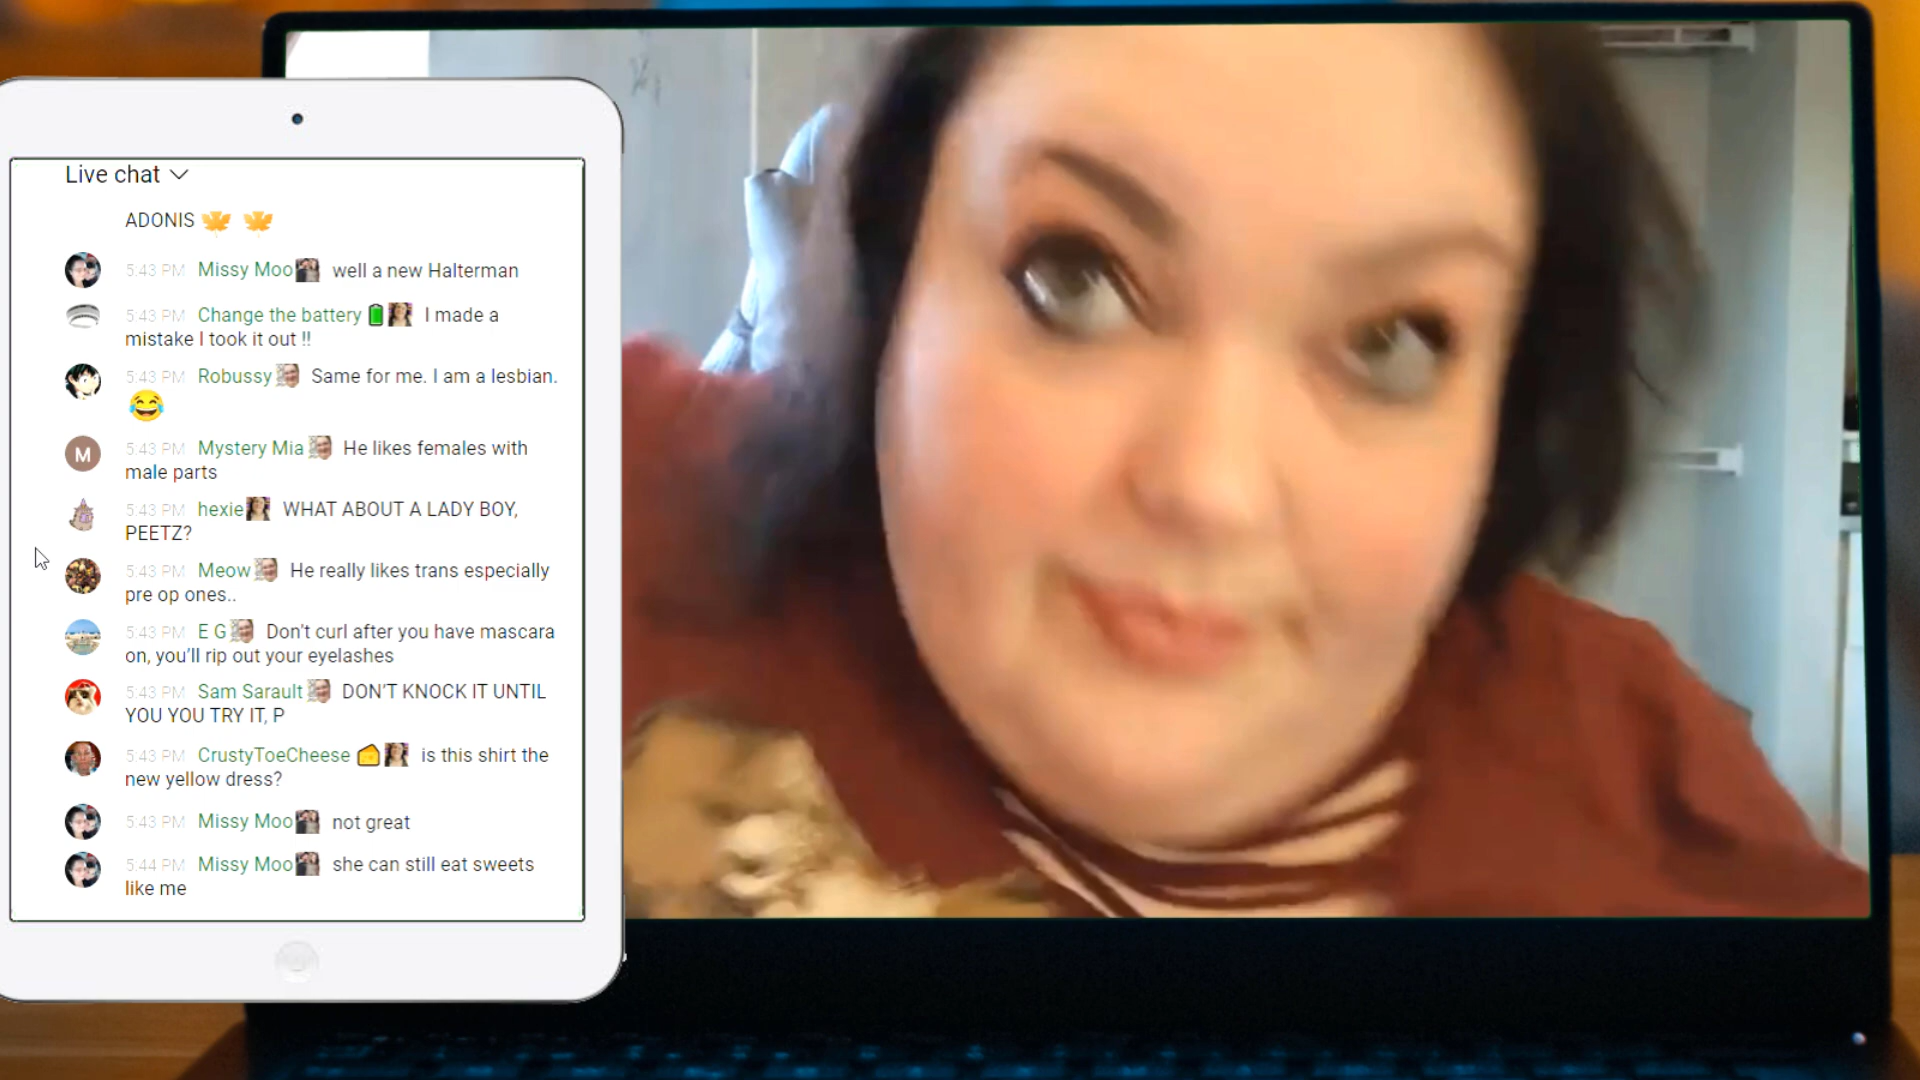 Live chat
ADONIS
5:43 PM Missy Moo well a new Halterman
5:43 PM Change the battery I made a
mistake I took it out !!
5:43 PM Robussy Same for me. I am a lesbian.
5:43 PM Mystery Mia He likes females with
male parts
M
5:43 PM hexie WHAT ABOUT A LADY BOY,
PEETZ?
5:43 PM Meow He really likes trans especially
pre op ones..
5:43 PM E G Don't curl after you have mascara
on, you'll rip out your eyelashes
5:43 PM Sam Sarault DON'T KNOCK IT UNTIL
YOU YOU TRY IT, P
5:43 PM CrustyToeCheese is this shirt the
new yellow dress?
5:43 PM Missy Moo not great
5:44 PM Missy Moo she can still eat sweets
like me